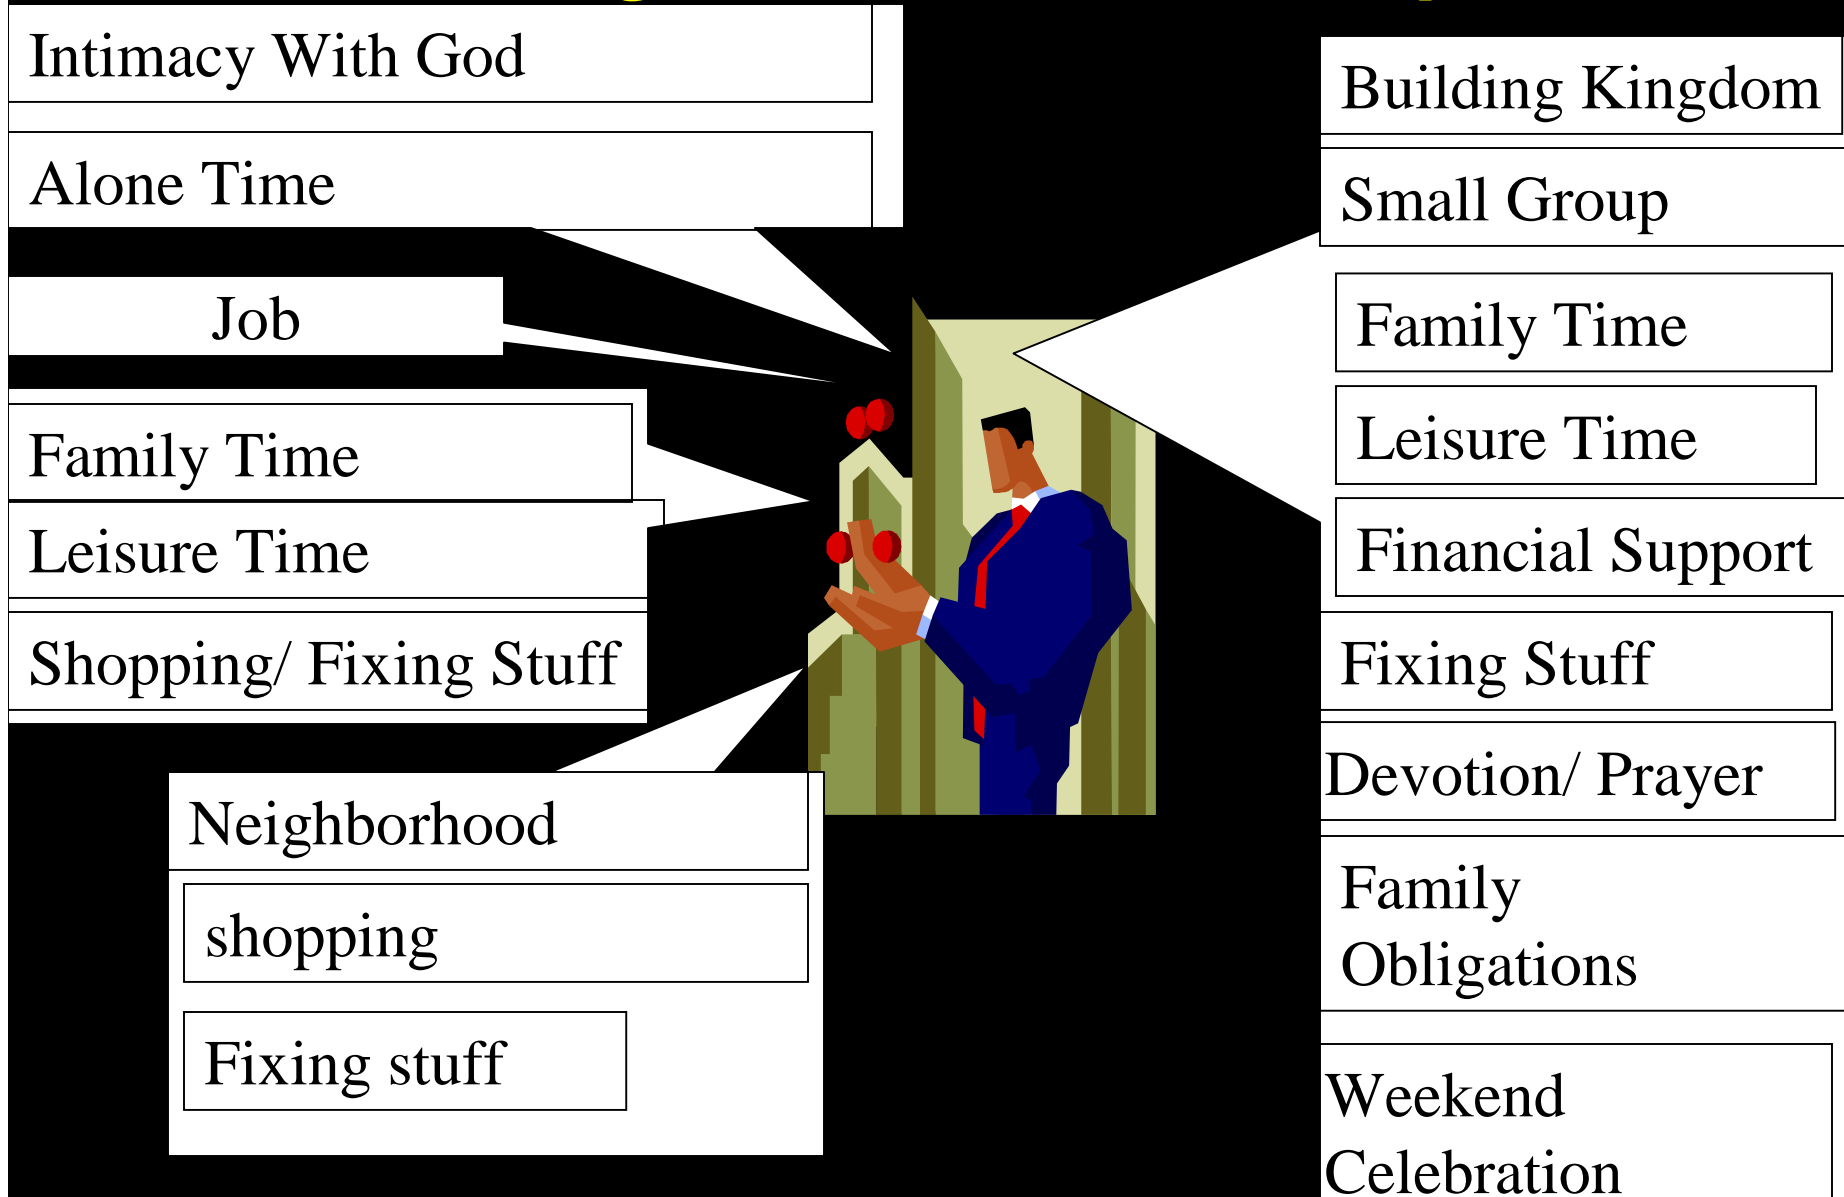 Intimacy With God
Alone Time
Job
Family Time
Leisure Time
Shopping/ Fixing Stuff
Neighborhood
shopping
Fixing stuff
Building Kingdom
Small Group
Family Time
Leisure Time
Financial Support
Fixing Stuff
Devotion/ Prayer
Family
Obligations
Weekend
Celebration